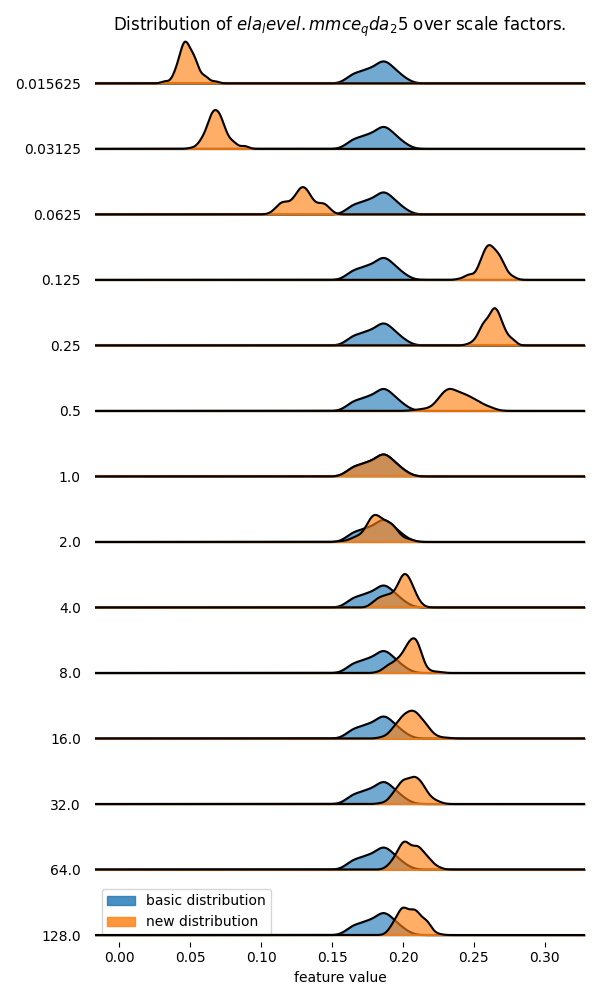 Distribution of ela_level.mmce_qda_25 over scale factors.
0.015625
0.03125
0.0625
0.125
0.25
0.5
1.0
2.0
4.0
8.0
16.0
32.0
64.0
128.0
basic distribution
new distribution
0.00 0.05 0.10 0.15 0.20 0.25 0.30
feature value